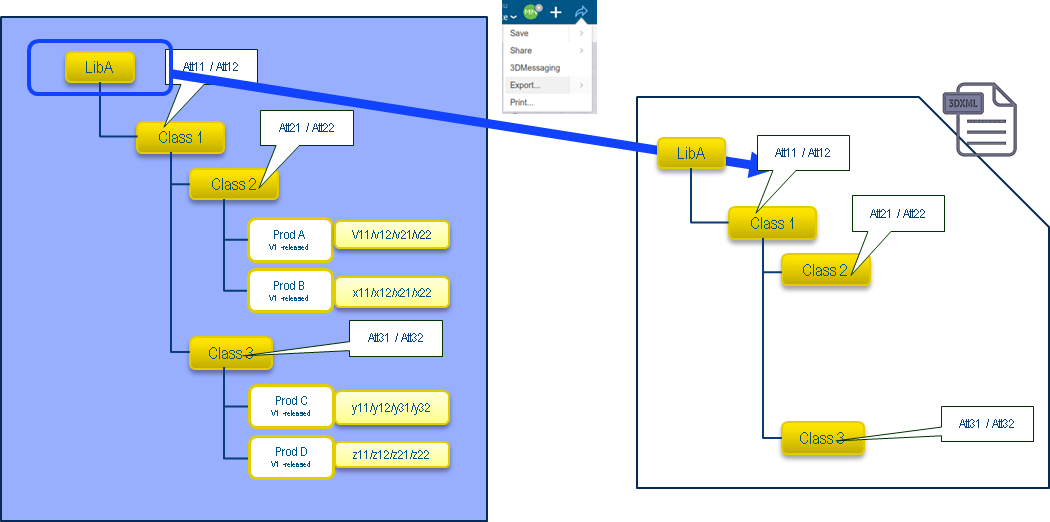 LibA
Att11 / Att12
Class 1
Att21 / Att22
Class 2
Prod A
V1 -released
V11/v12/v21/v22
Prod B
V1 -released
x11/x12/x21/x22
Att31 / Att32
Class 3
Prod C
V1 -released
y11/y12/y31/y32
Prod D
V1 -released
z11/z12/z21/z22
Save
Share
3DMessaging
Export...
Print...
3DXML
LibA
Att11 / Att12
Class 1
Att21 / Att22
Class 2
Att31 / Att32
Class 3